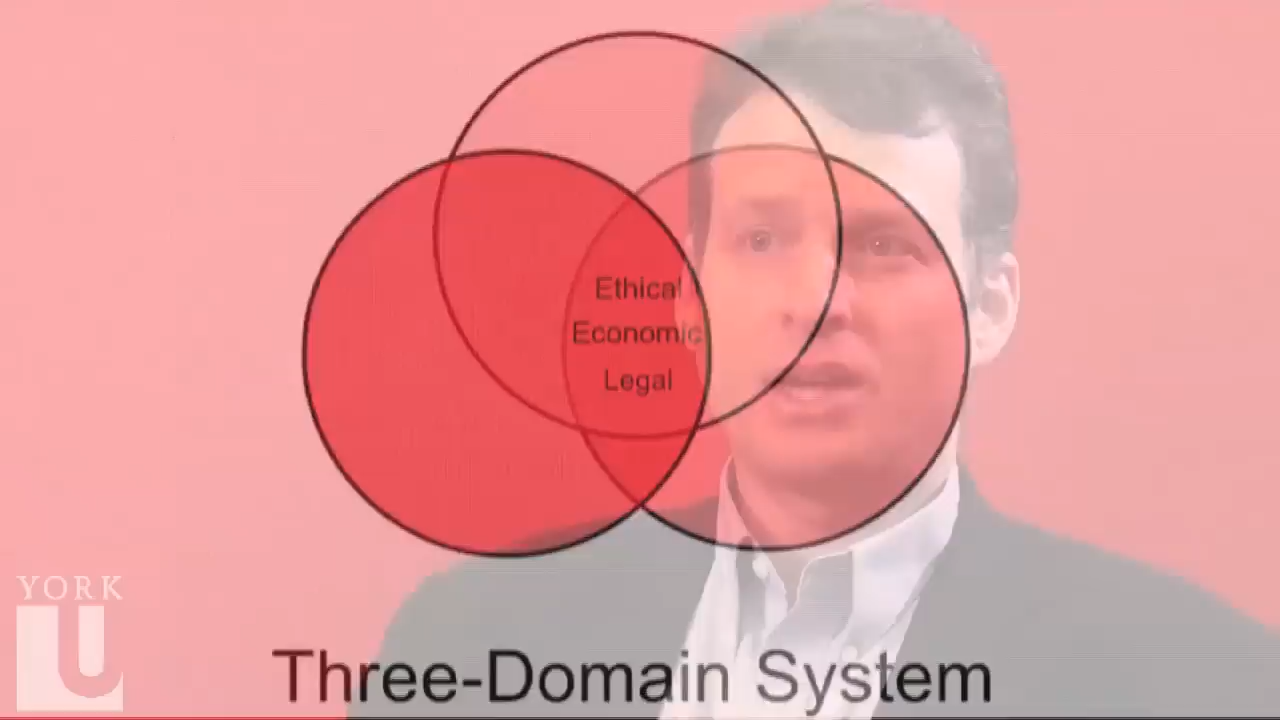 Ethical
Economic
Legal
YORK
U
Three-Domain System